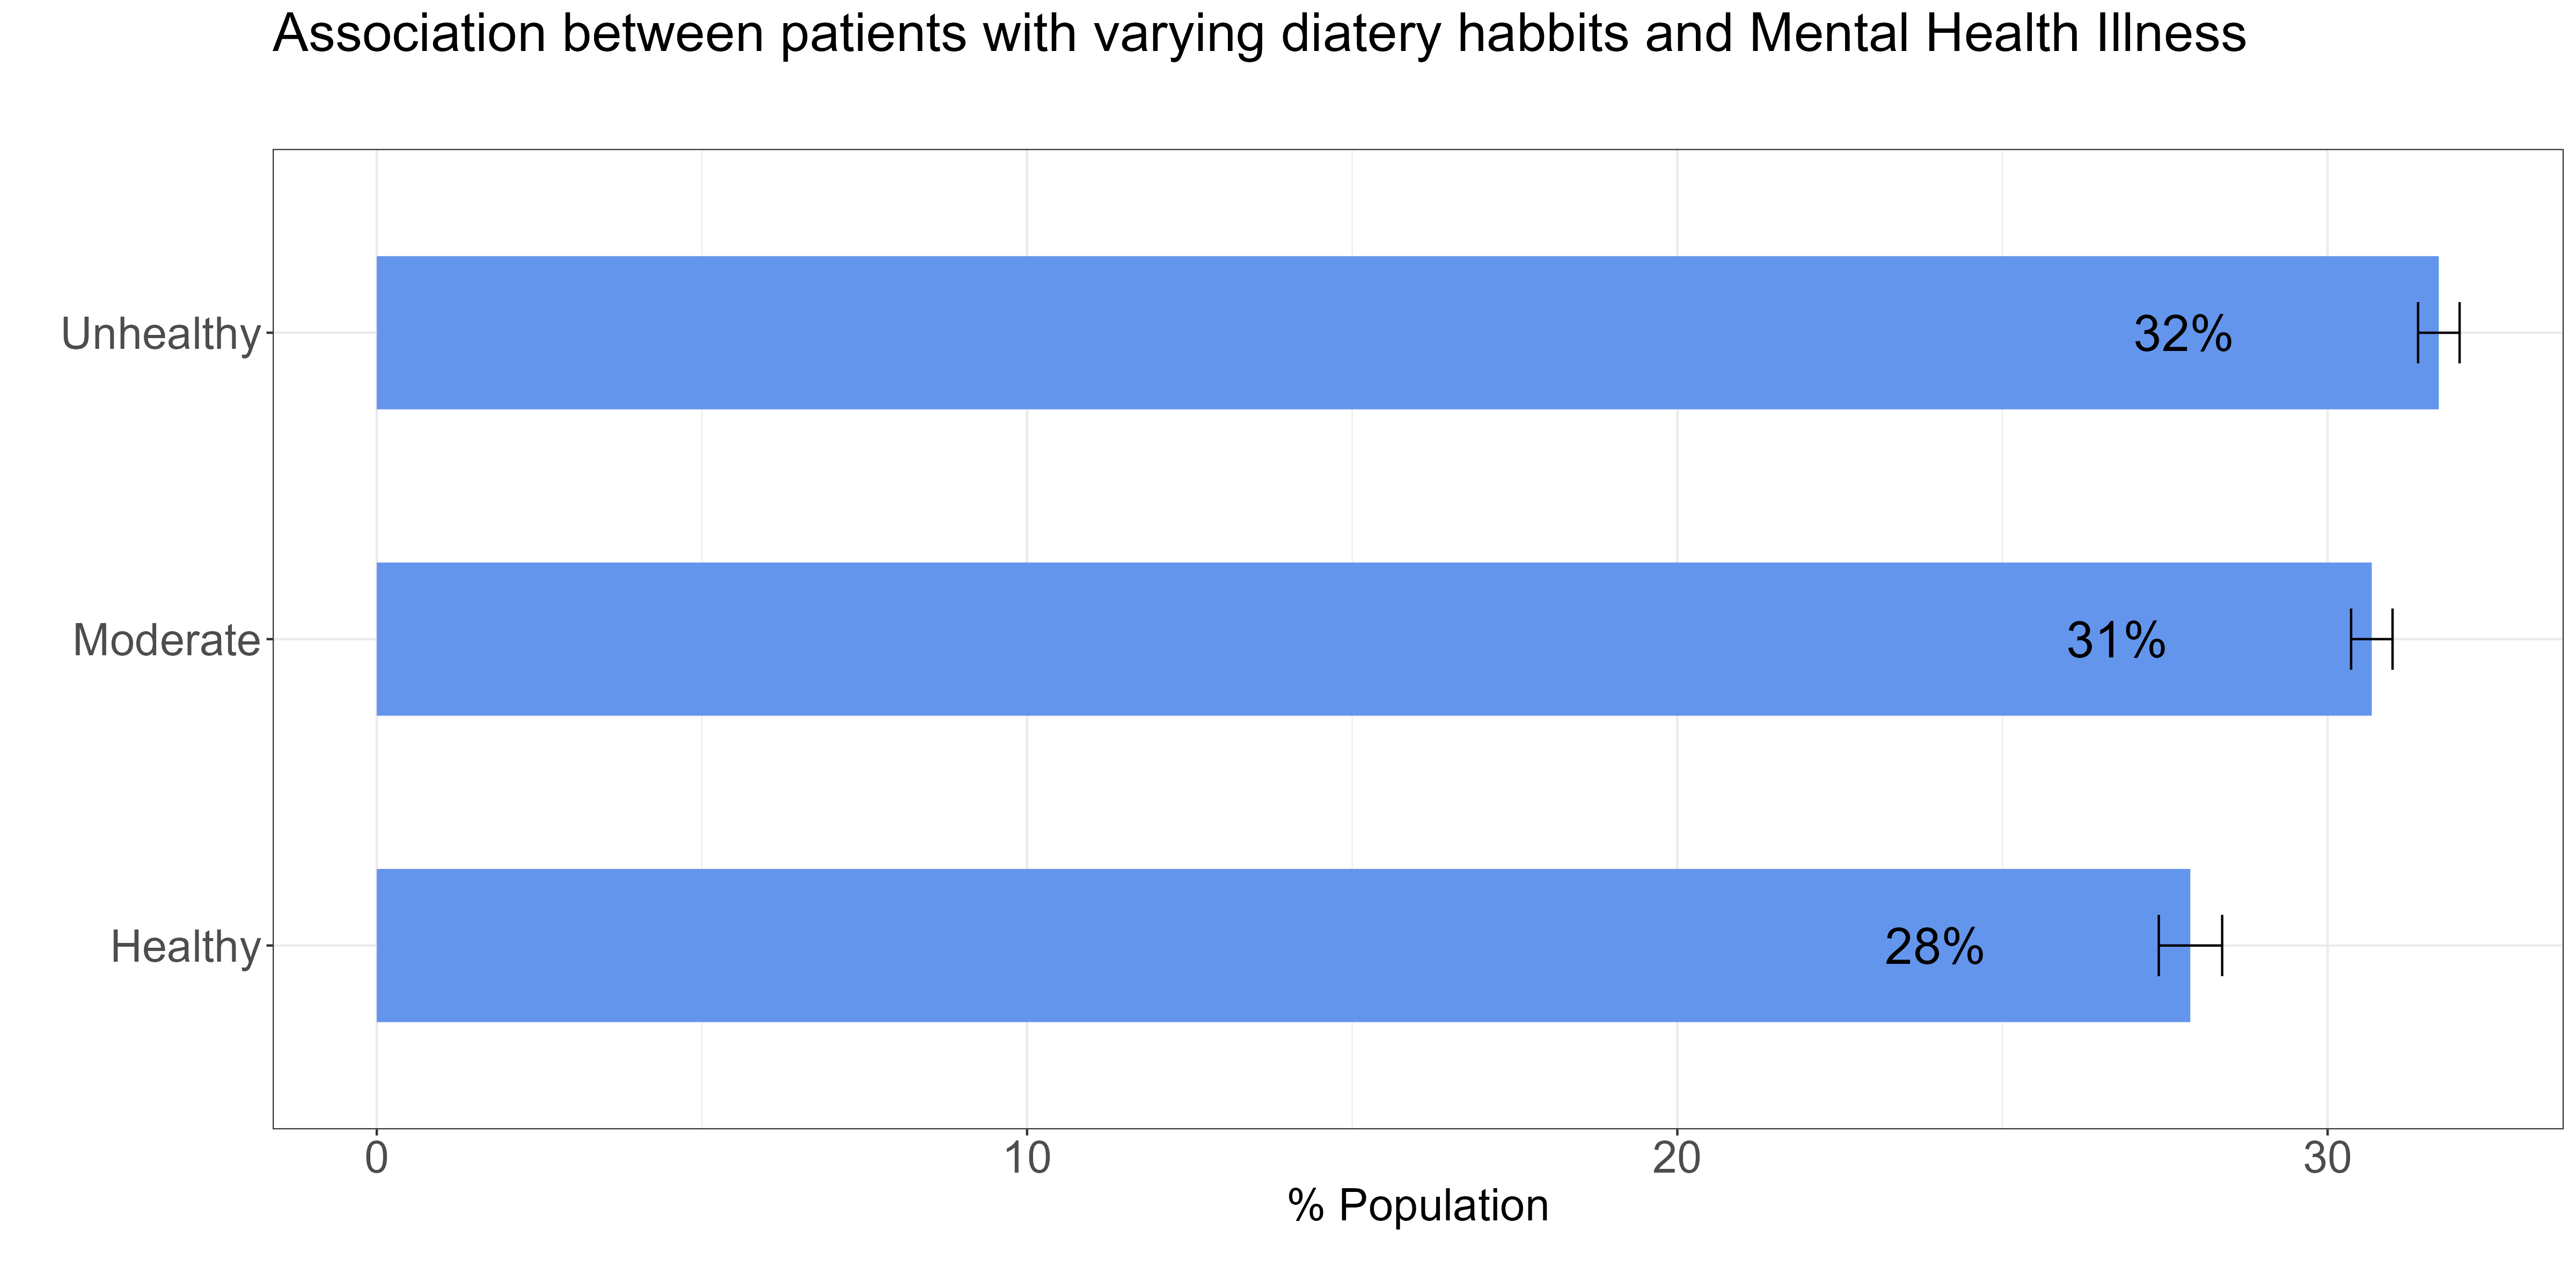 Association between patients with varying diatery habbits and Mental Health Illness
Unhealthy
32%
Moderate
31%
Healthy
28%
0 10 20 30
% Population